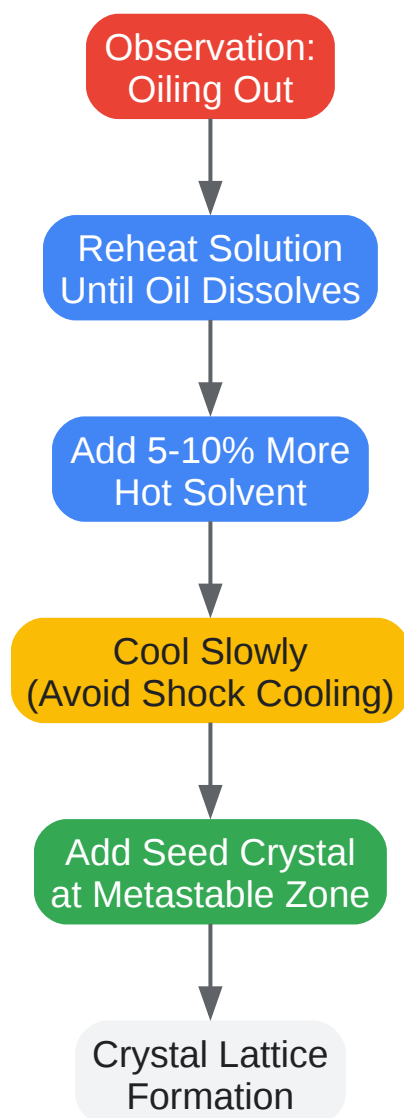 Observation:
Oiling Out
Reheat Solution
Until Oil Dissolves
Add 5-10% More
Hot Solvent
Cool Slowly
(Avoid Shock Cooling)
Add Seed Crystal
at Metastable Zone
Crystal Lattice
Formation